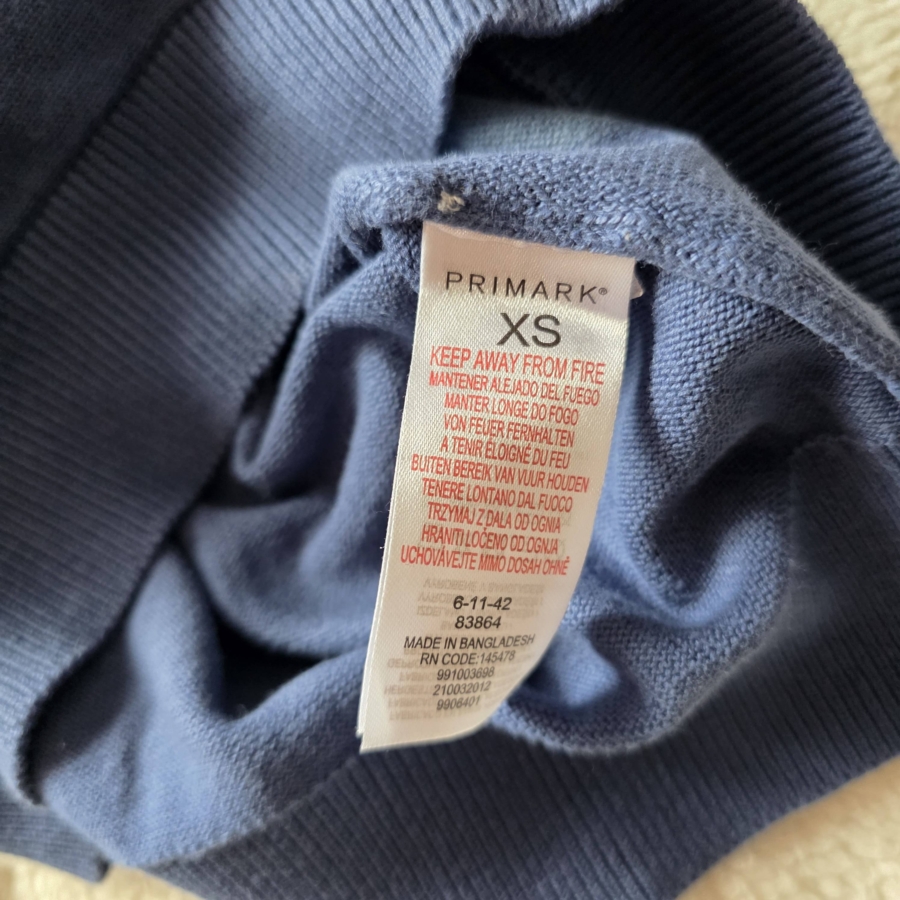 PRIMARK®
XS
KEEP AWAY FROM FIRE
MANTENER ALEJADO DEL FUEGO
MANTER LONGE DO FOGO
VON FEUER FERNHALTEN
A TENIR ÉLOIGNÉ DU FEU
BUITEN BEREIK VAN VUUR HOUDEN
TENERE LONTANO DAL FUOCO
TRZYMAJ Z DALA OD OGNIA
HRANITI LOČENO OD OGNJA
UCHOVÁVEJTE MIMO DOSAH OHNĚ
6-11-42
83864
MADE IN BANGLADESH
RN CODE:145478
991003698
210032012
9906401